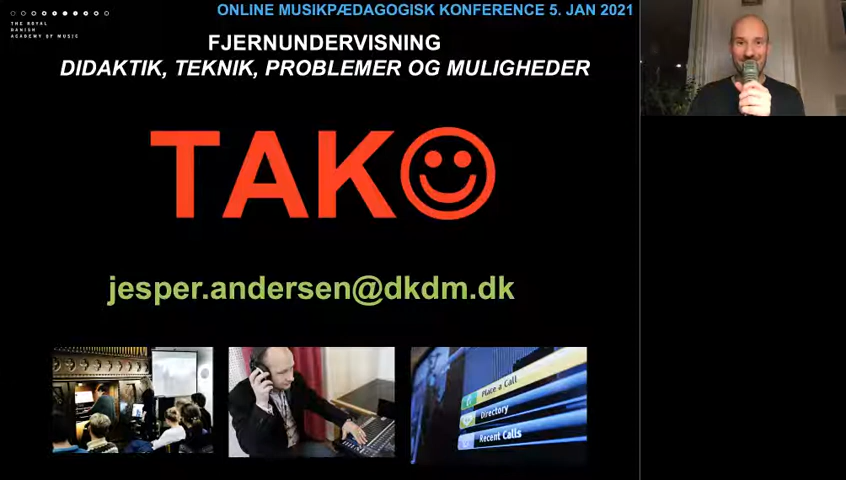 ONLINE MUSIKPÆDAGOGISK KONFERENCE 5. JAN 2021
THE ROYAL
DANISH
ACADEMY OF MUSIC
FJERNUNDERVISNING
DIDAKTIK, TEKNIK, PROBLEMER OG MULIGHEDER
TAK
jesper.andersen@dkdm.dk
Place a Call
Directory
Recent Calls